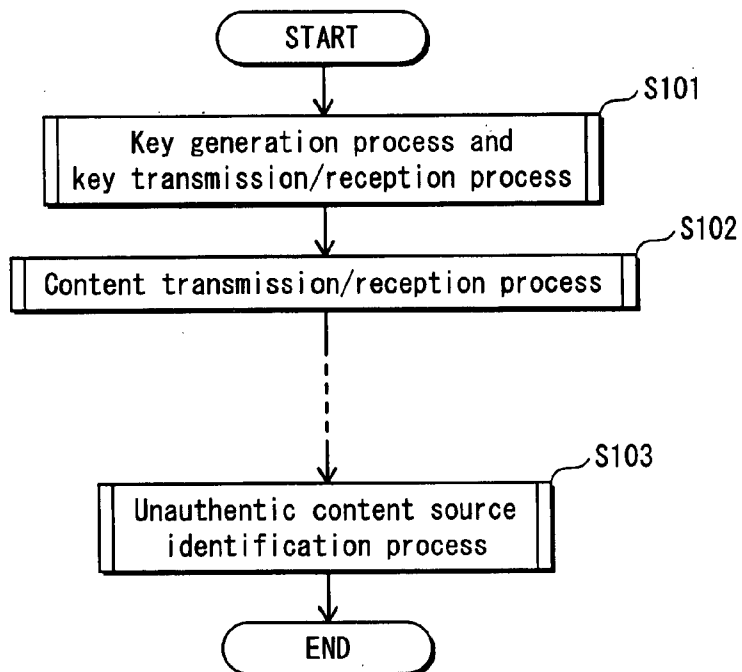 START
S101
Key generation process and
key transmission/reception process
S102
Content transmission/reception process
S103
Unauthentic content source
identification process
END